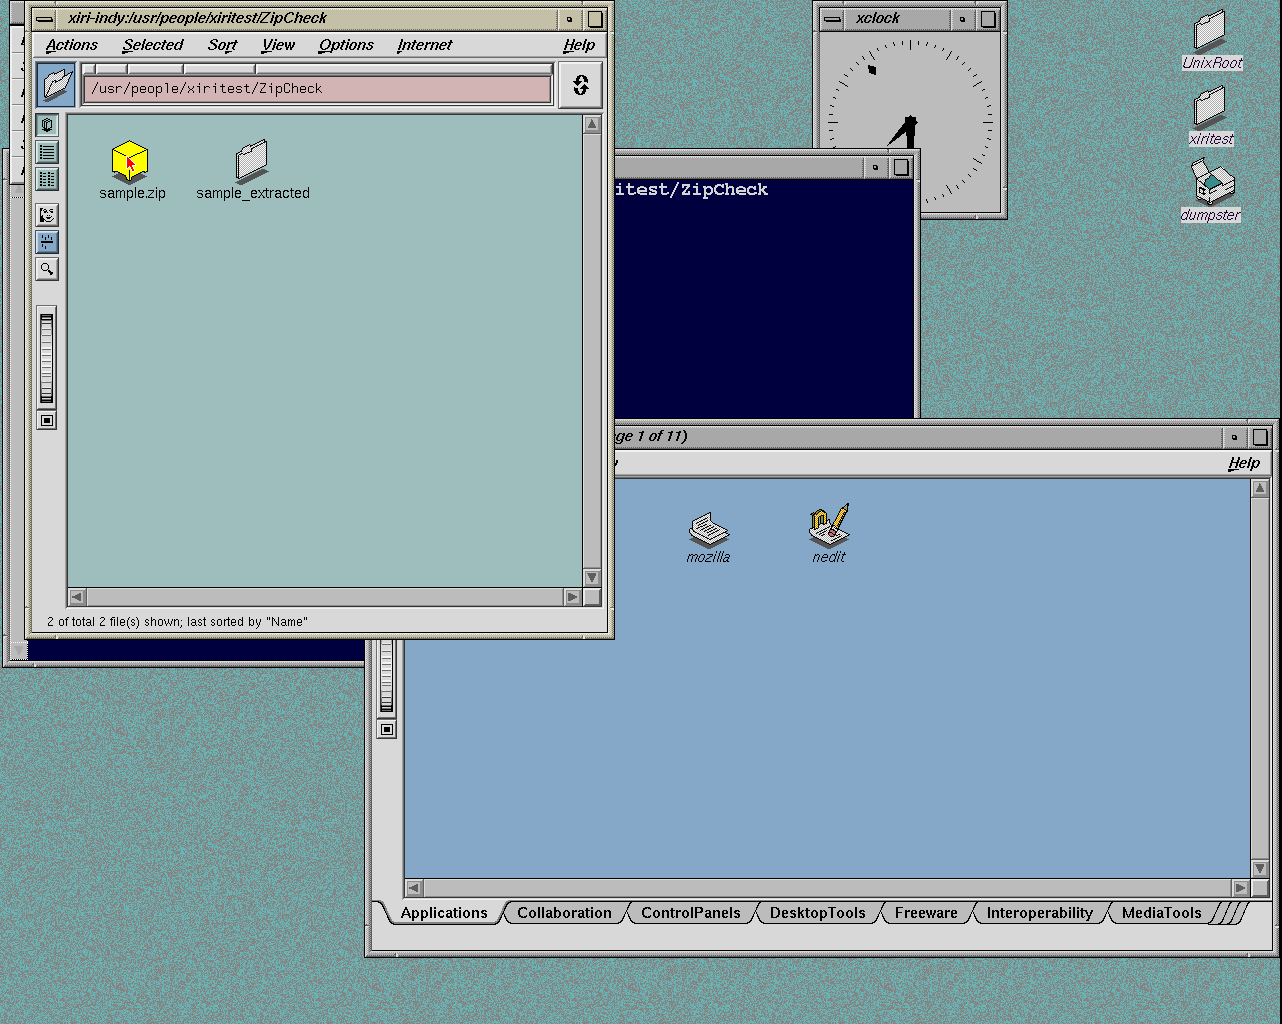 xiri-indy:/usr/people/xiritest/ZipCheck
Actions Selected Sort View Options Internet Help
/usr/people/xiritest/ZipCheck
sample.zip
sample_extracted
2 of total 2 file(s) shown; last sorted by "Name"
xclock
UnixRoot
xiritest
dumpster
itest/ZipCheck
ge 1 of 11)
Help
mozilla
nedit
Applications Collaboration ControlPanels DesktopTools Freeware Interoperability MediaTools